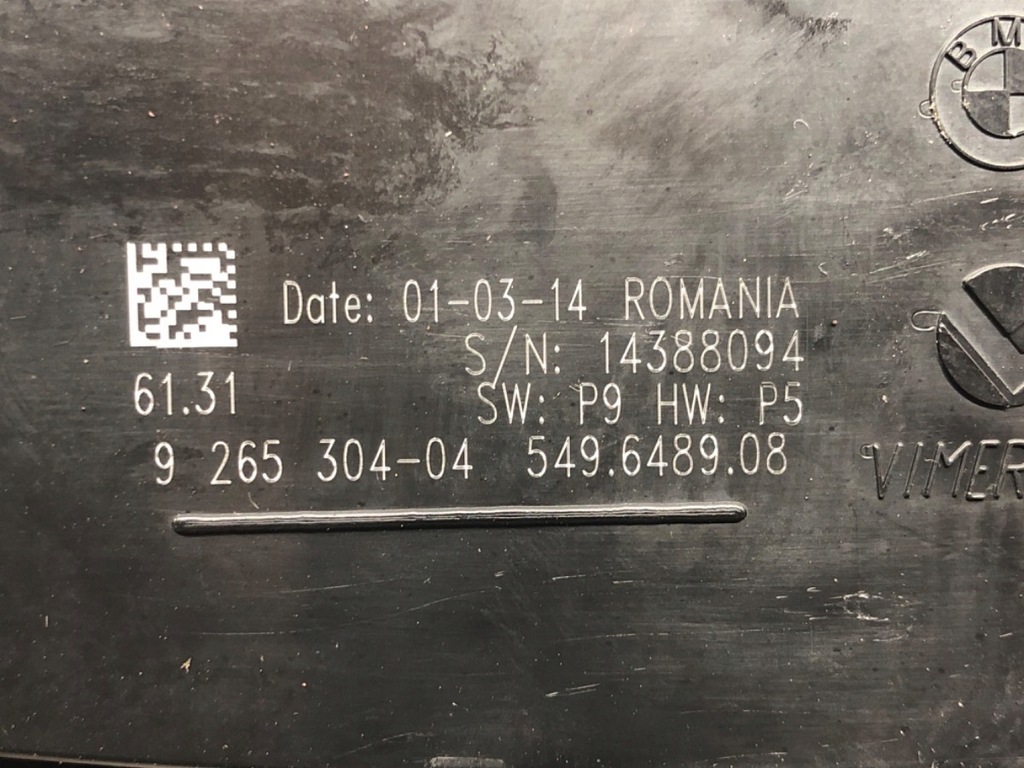 BM
Date: 01-03-14 ROMANIA
S/N: 14388094
61.31
SW: P9 HW: P5
9 265 304-04 549.6489.08
VIMER